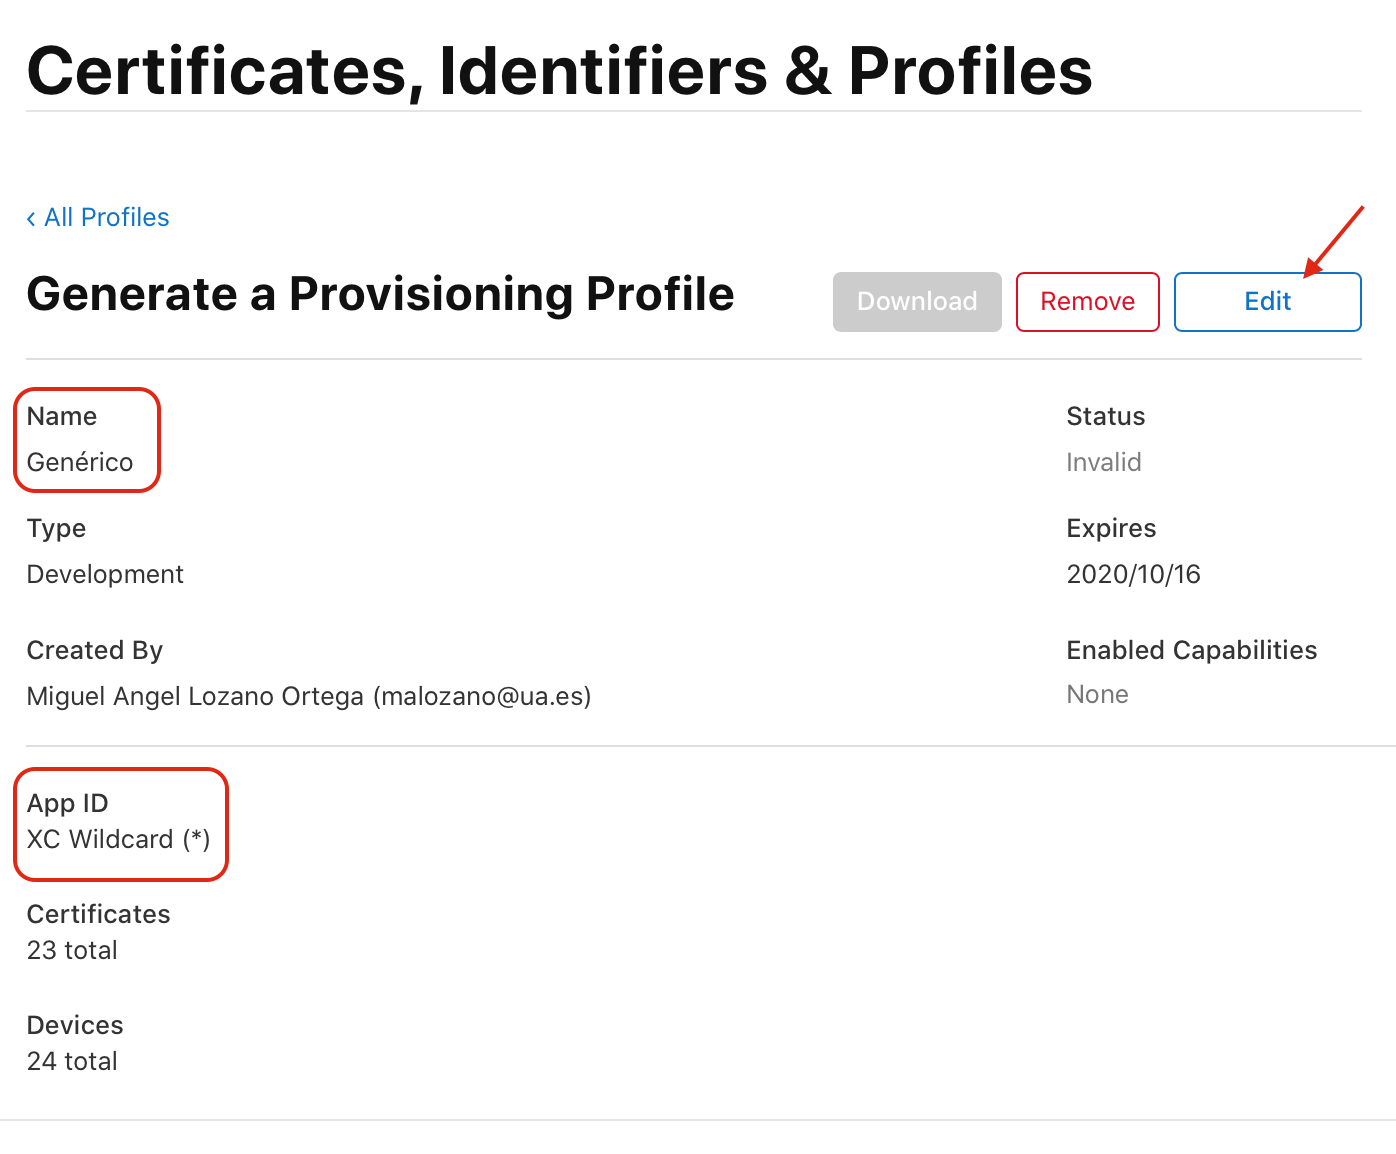 Certificates, Identifiers & Profiles
‹ All Profiles
Generate a Provisioning Profile
Download
Remove
Edit
Name
Genérico
Status
Invalid
Type
Development
Expires
2020/10/16
Created By
Miguel Angel Lozano Ortega (malozano@ua.es)
Enabled Capabilities
None
App ID
XC Wildcard (*)
Certificates
23 total
Devices
24 total